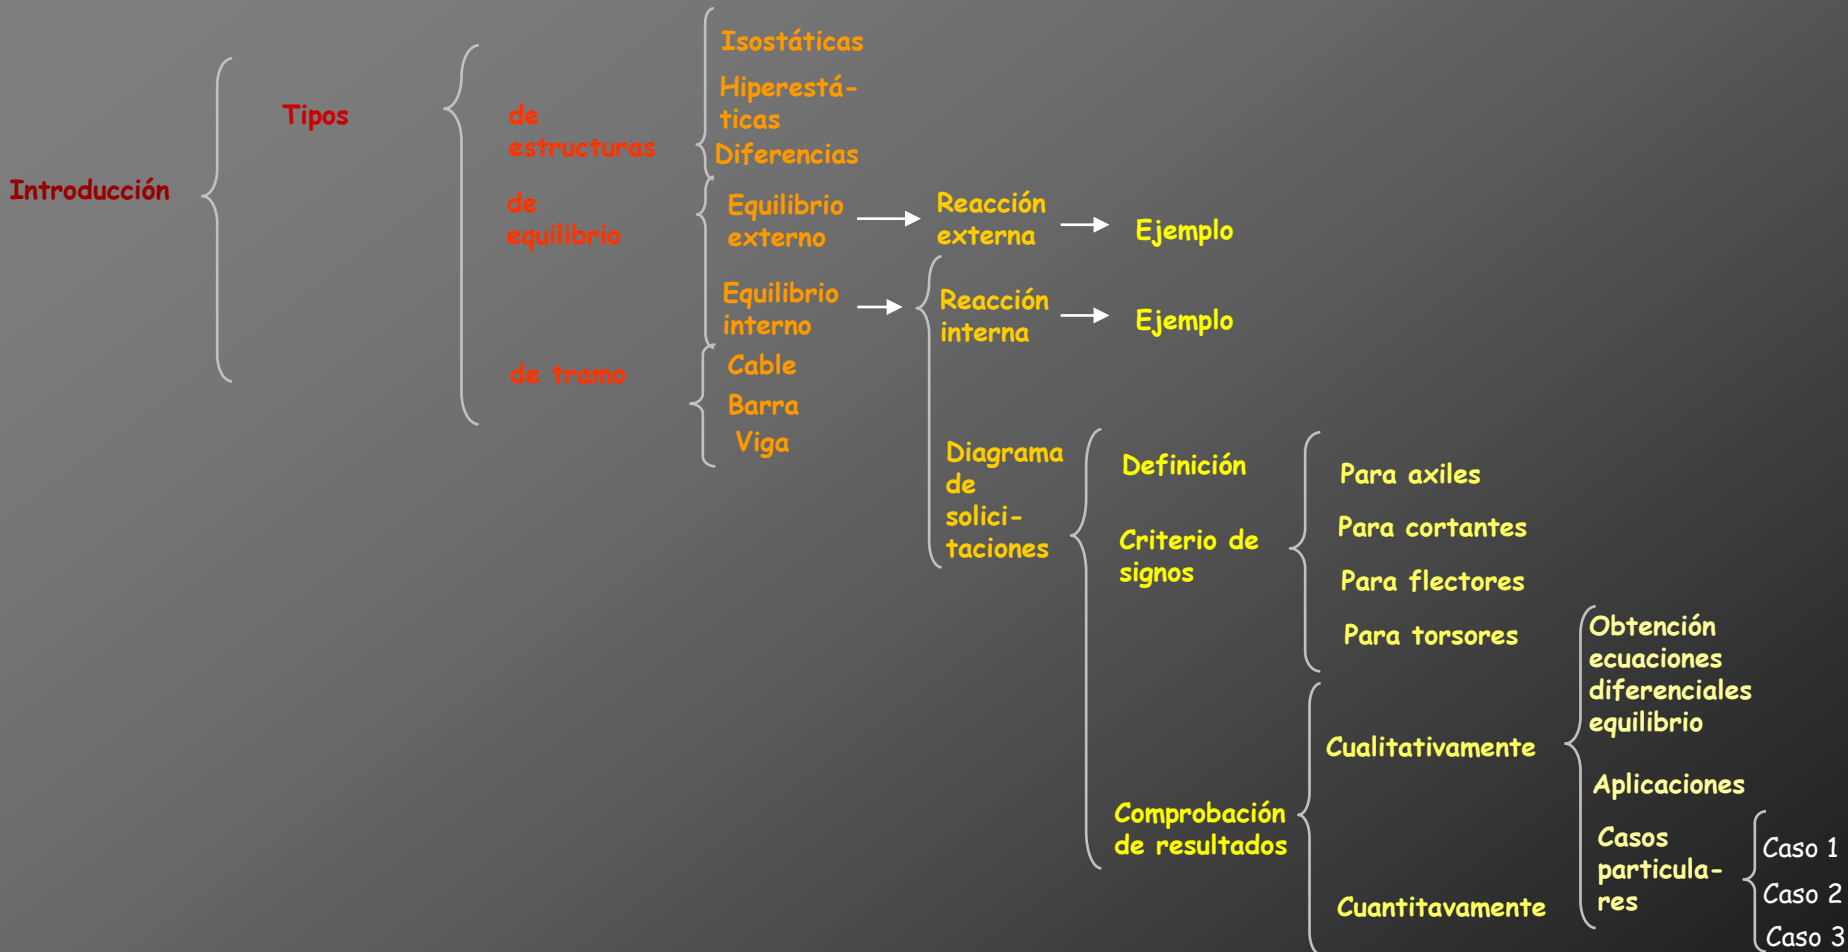 Introducción
Tipos
de
estructuras
Isostáticas
Hiperestá-
ticas
Diferencias
de
equilibrio
Equilibrio
externo
Reacción
externa
Ejemplo
Equilibrio
interno
Reacción
interna
Ejemplo
Diagrama
de
solici-
taciones
Definición
Criterio de
signos
Para axiles
Para cortantes
Para flectores
Para torsores
Comprobación
de resultados
Cualitativamente
Obtención
ecuaciones
diferenciales
equilibrio
Aplicaciones
Casos
particula-
res
Caso 1
Caso 2
Caso 3
Cuantitavamente
de tramo
Cable
Barra
Viga